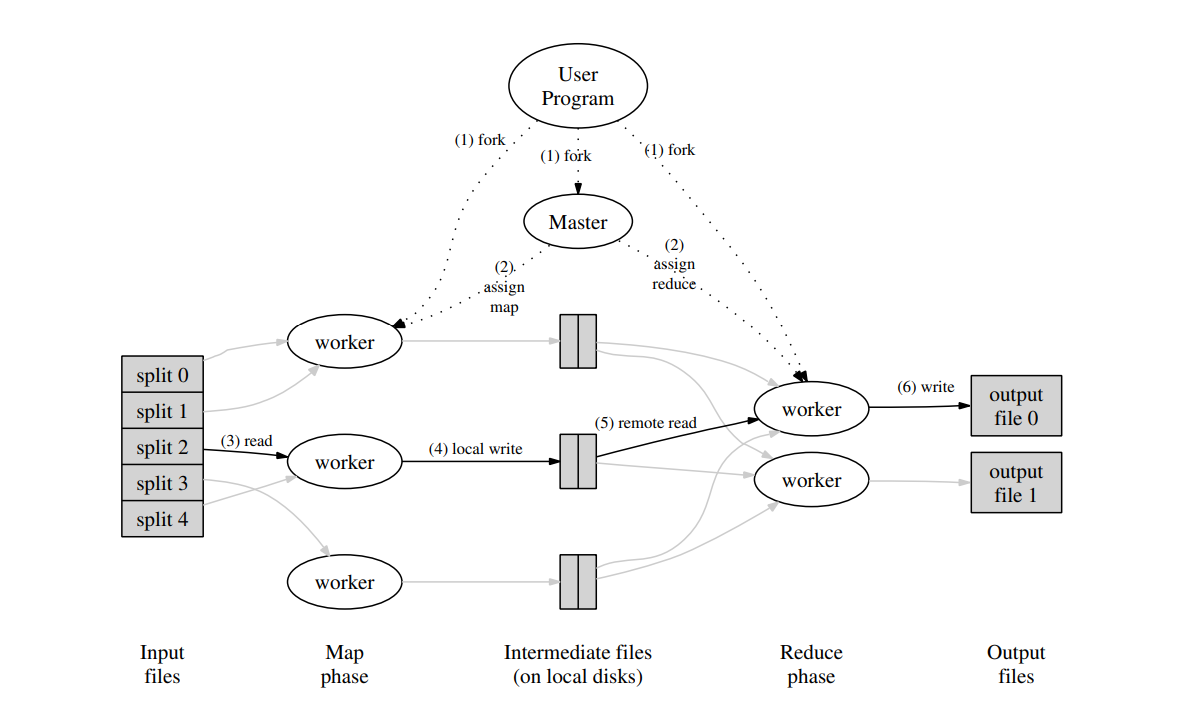 User
Program
(1) fork
(1) fork
(1) fork
Master
(2)
assign
map
(2)
assign
reduce
split 0
split 1
split 2
split 3
split 4
(3) read
worker
worker
worker
(4) local write
(5) remote read
worker
worker
(6) write
output
file 0
output
file 1
Input
files
Map
phase
Intermediate files
(on local disks)
Reduce
phase
Output
files